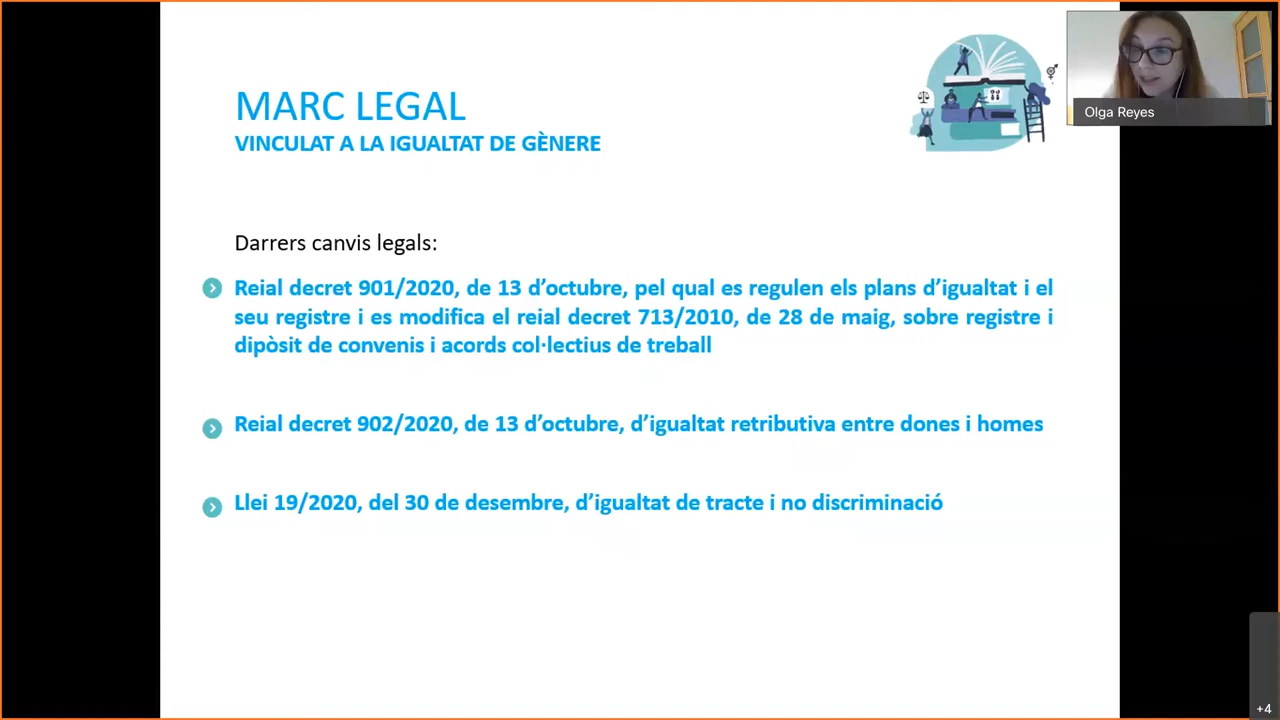 MARC LEGAL
VINCULAT A LA IGUALTAT DE GÈNERE
Olga Reyes
Darrers canvis legals:
Reial decret 901/2020, de 13 d’octubre, pel qual es regulen els plans d’igualtat i el
seu registre i es modifica el reial decret 713/2010, de 28 de maig, sobre registre i
dipòsit de convenis i acords col·lectius de treball
Reial decret 902/2020, de 13 d’octubre, d’igualtat retributiva entre dones i homes
Llei 19/2020, del 30 de desembre, d’igualtat de tracte i no discriminació
+4